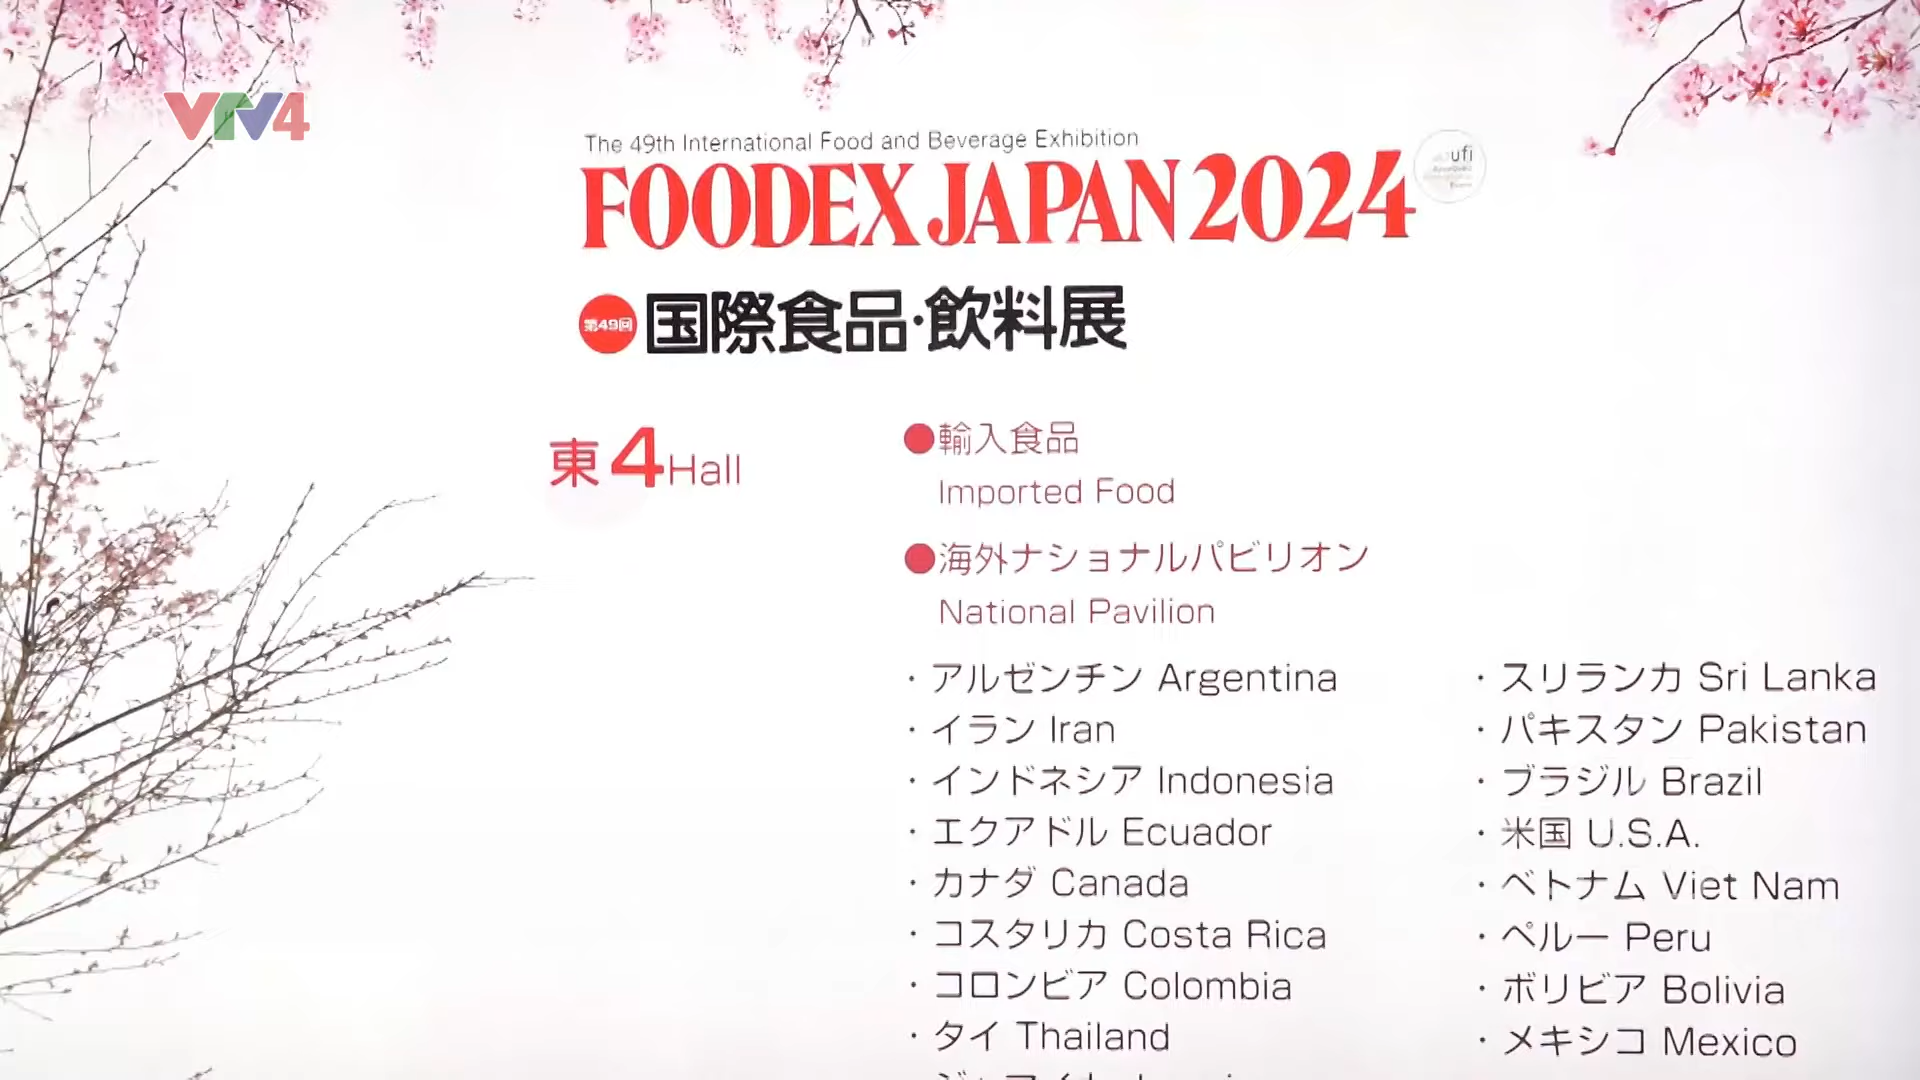 VTV4
The 49th International Food and Beverage Exhibition
FOODEX JAPAN 2024
ufi
第49回 国際食品・飲料展
東4Hall
●輸入食品
Imported Food
●海外ナショナルパビリオン
National Pavilion
・アルゼンチン Argentina
・イラン Iran
・インドネシア Indonesia
・エクアドル Ecuador
・カナダ Canada
・コスタリカ Costa Rica
・コロンビア Colombia
・タイ Thailand
・スリランカ Sri Lanka
・パキスタン Pakistan
・ブラジル Brazil
・米国 U.S.A.
・ベトナム Viet Nam
・ペルー Peru
・ボリビア Bolivia
・メキシコ Mexico